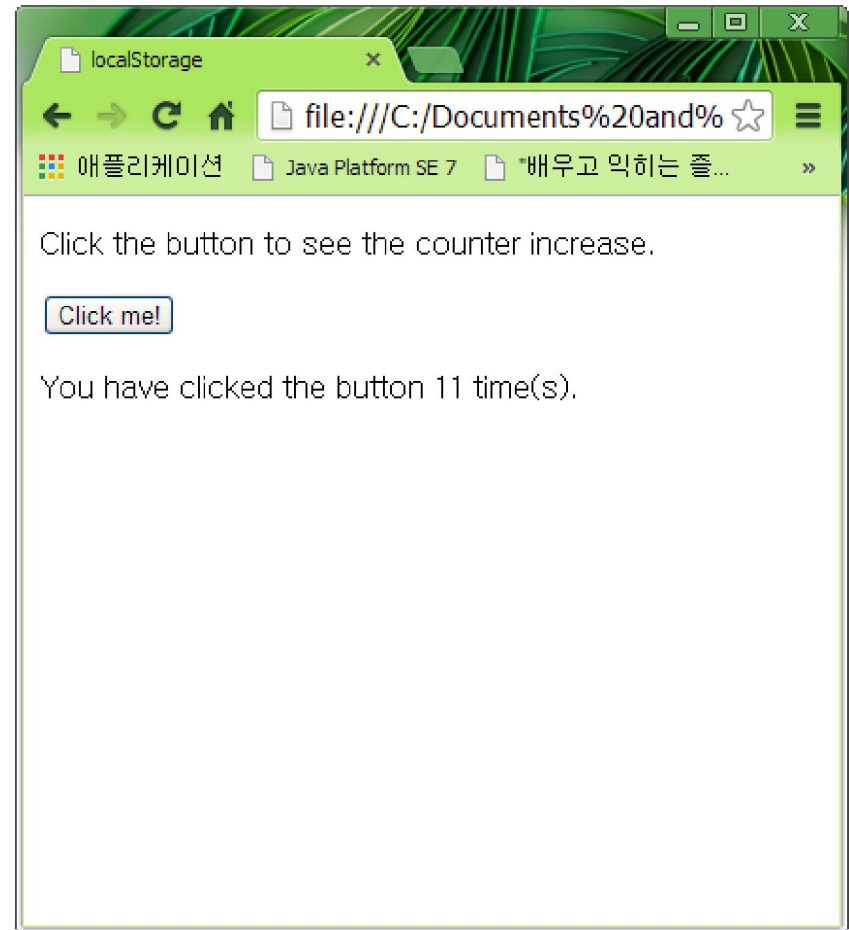 localStorage
file:///C:/Documents%20and%
애플리케이션 Java Platform SE 7 "배우고 익히는 즐... »
Click the button to see the counter increase.
Click me!
You have clicked the button 11 time(s).